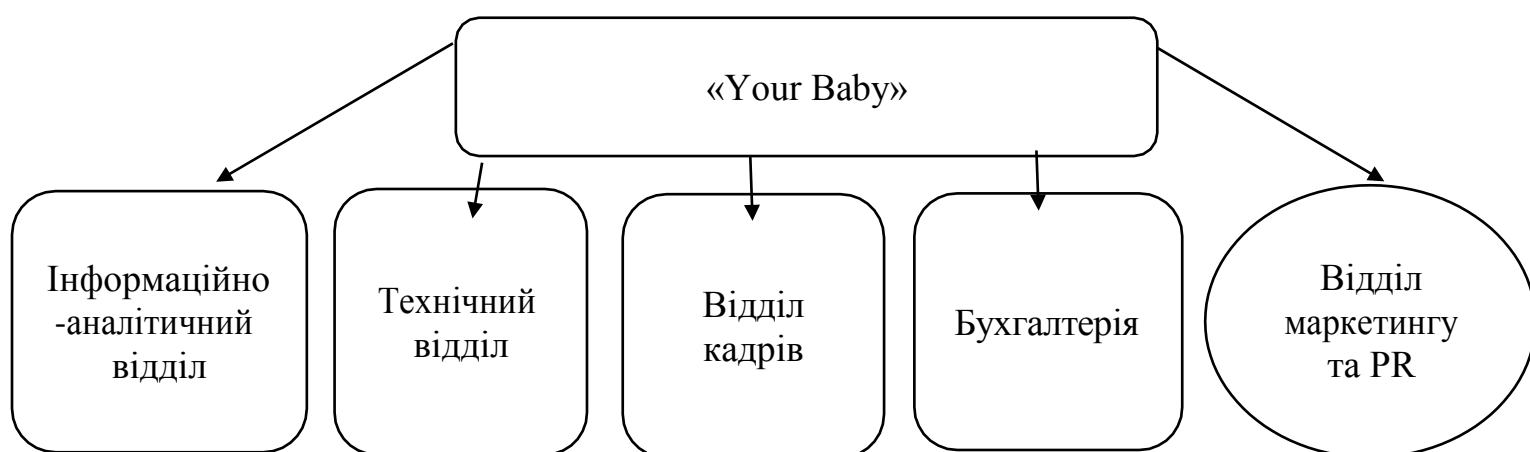 «Your Baby»
Інформаційно
-аналітичний
відділ
Технічний
відділ
Відділ
кадрів
Бухгалтерія
Відділ
маркетингу
та PR